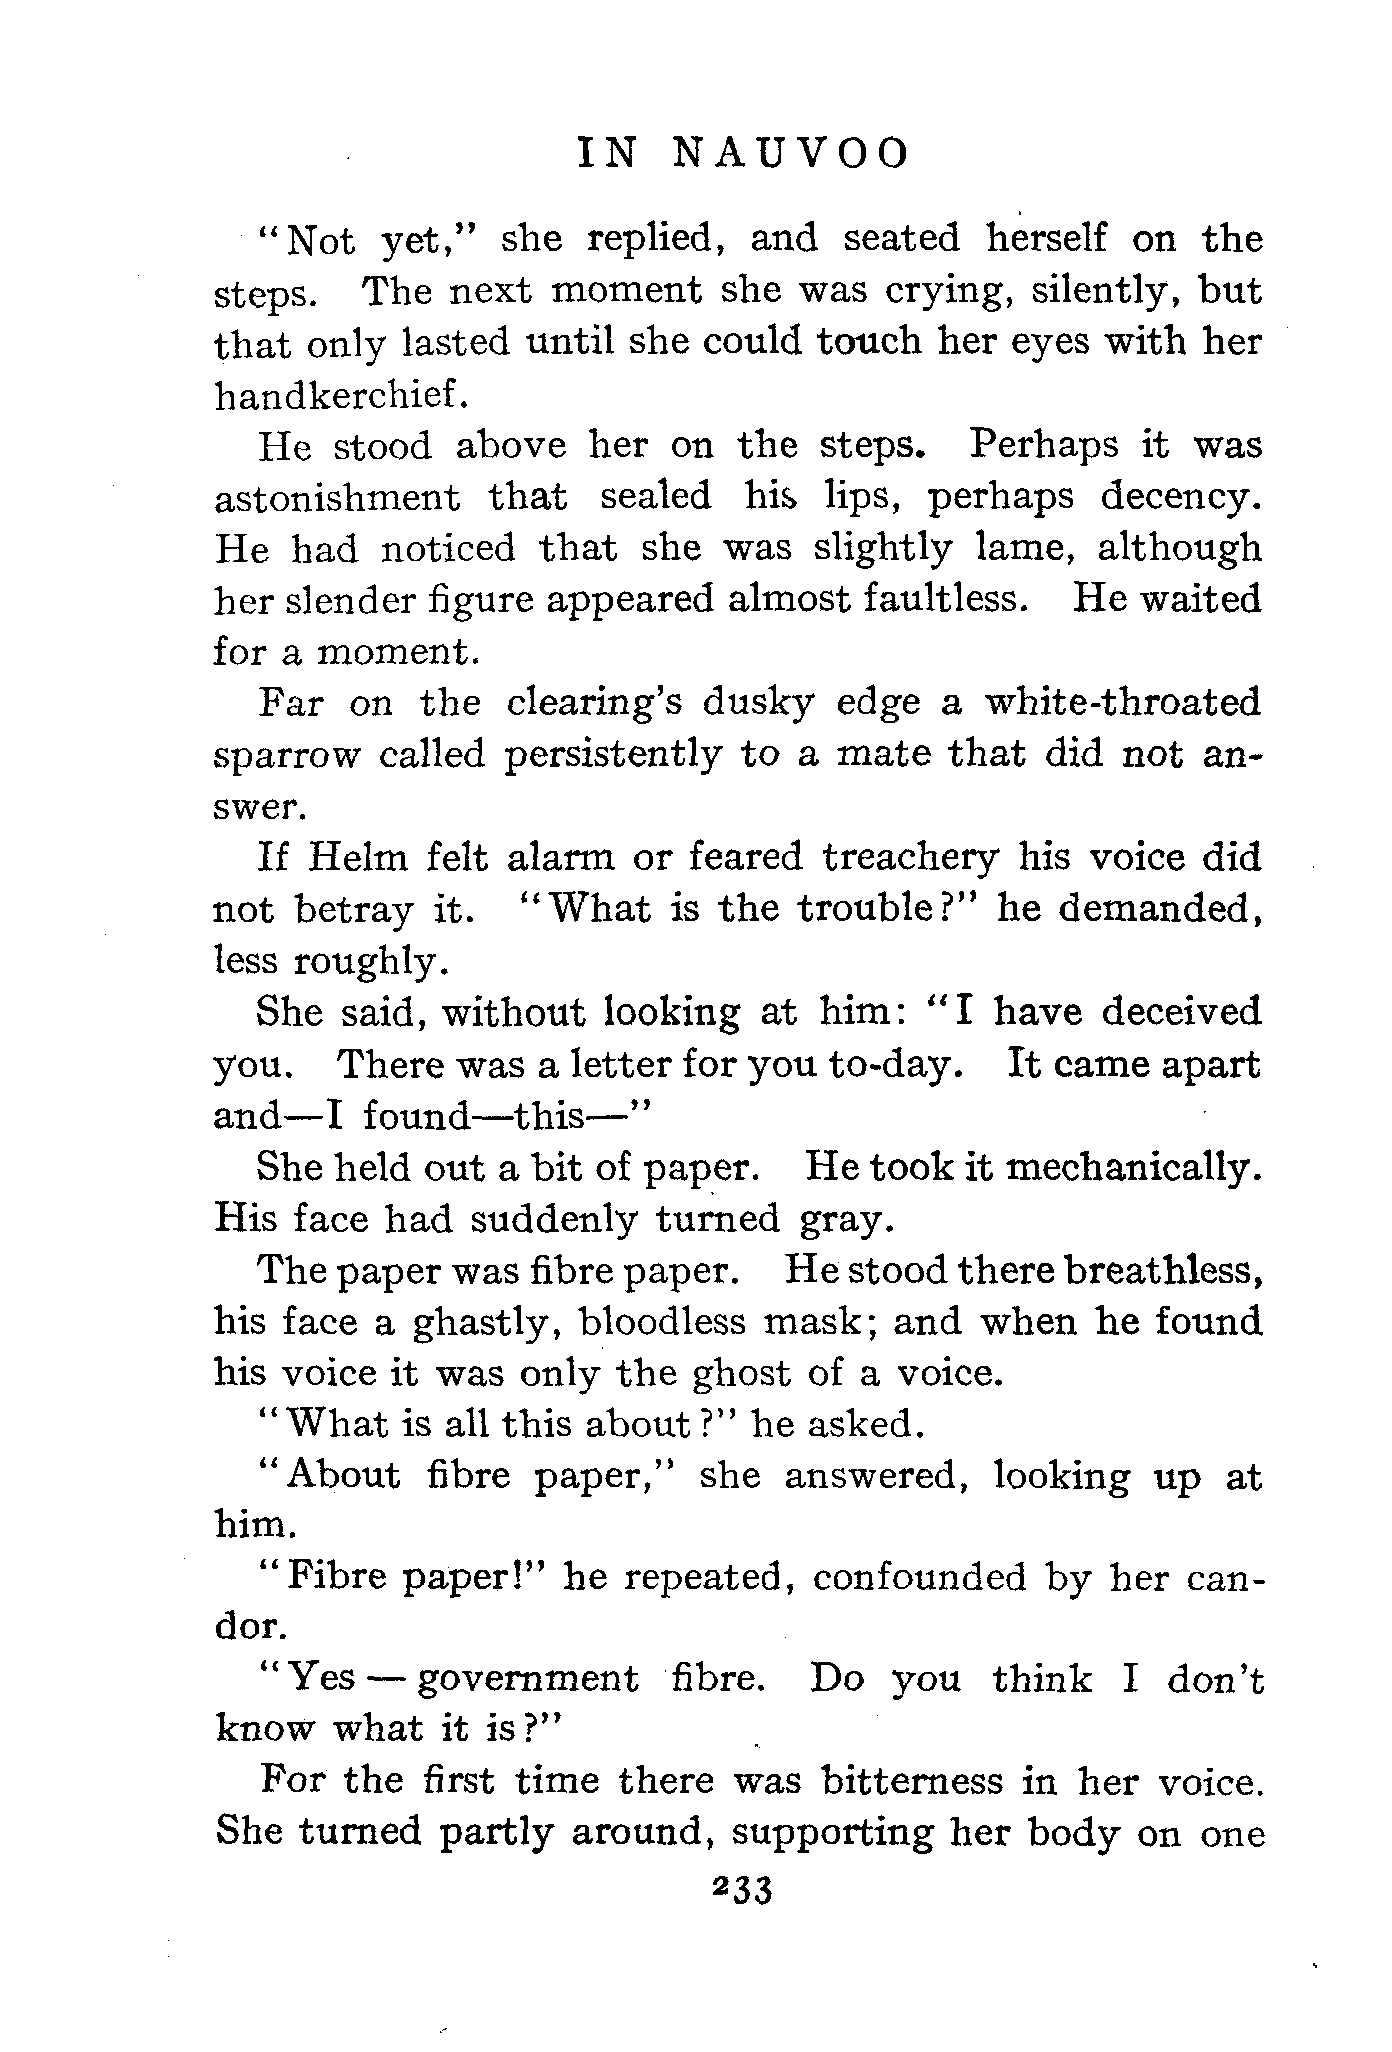 IN NAUVOO
"Not yet," she replied, and seated herself on the
steps. The next moment she was crying, silently, but
that only lasted until she could touch her eyes with her
handkerchief.
He stood above her on the steps. Perhaps it was
astonishment that sealed his lips, perhaps decency.
He had noticed that she was slightly lame, although
her slender figure appeared almost faultless. He waited
for a moment.
Far on the clearing's dusky edge a white-throated
sparrow called persistently to a mate that did not an-
swer.
If Helm felt alarm or feared treachery his voice did
not betray it. "What is the trouble?" he demanded,
less roughly.
She said, without looking at him: "I have deceived
you. There was a letter for you to-day. It came apart
and—I found—this—"
She held out a bit of paper. He took it mechanically.
His face had suddenly turned gray.
The paper was fibre paper. He stood there breathless,
his face a ghastly, bloodless mask; and when he found
his voice it was only the ghost of a voice.
"What is all this about?" he asked.
"About fibre paper," she answered, looking up at
him.
"Fibre paper!" he repeated, confounded by her can-
dor.
"Yes — government fibre. Do you think I don't
know what it is?"
For the first time there was bitterness in her voice.
She turned partly around, supporting her body on one
233